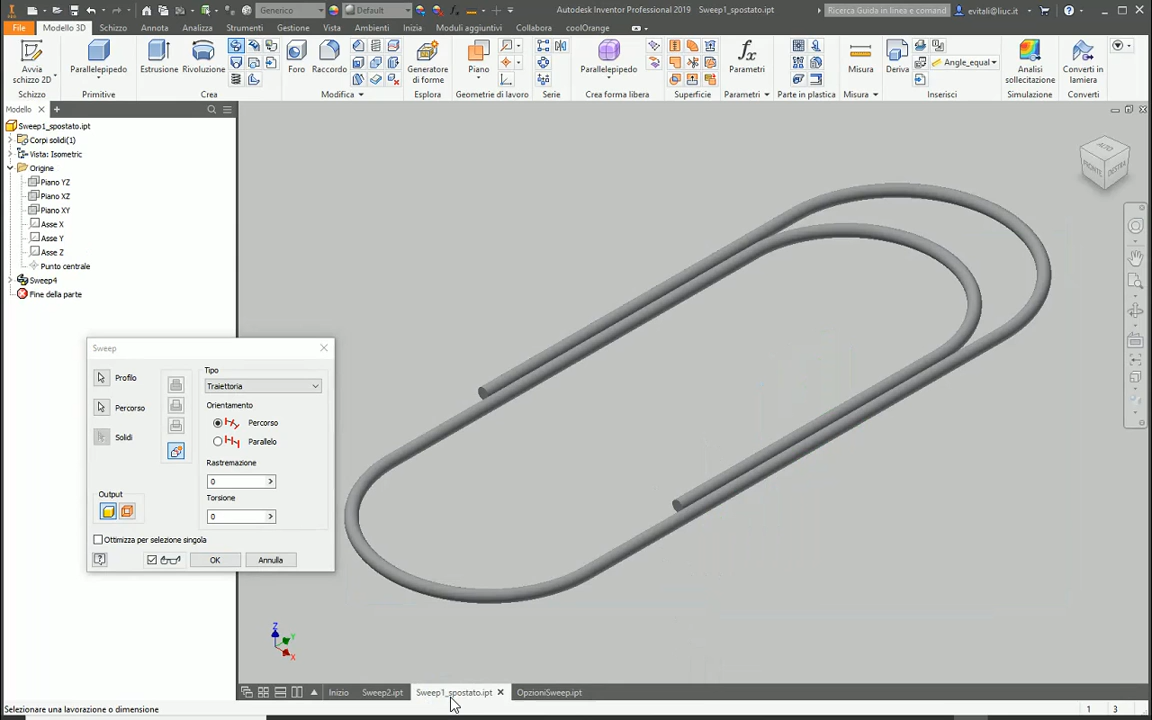 Generico
Default
Autodesk Inventor Professional 2019
Sweep1_spostato.ipt
Ricerca Guida in linea e comand
evitali@liuc.it
File
Modello 3D
Schizzo
Annota
Analizza
Strumenti
Gestione
Vista
Ambienti
Inizia
Moduli aggiuntivi
Collabora
coolOrange
Avvia
schizzo 2D
Parallelepipedo
Estrusione
Rivoluzione
Foro
Raccordo
Generatore
di forme
Piano
Parallelepipedo
Parametri
Misura
Deriva
Angle_equal
Analisi
sollecitazione
Converti in
lamiera
Schizzo
Primitive
Crea
Modifica
Esplora
Geometrie di lavoro
Serie
Crea forma libera
Superficie
Parametri
Parte in plastica
Misura
Inserisci
Simulazione
Converti
Modello
Sweep1_spostato.ipt
Corpi solidi(1)
Vista: Isometric
Origine
Piano YZ
Piano XZ
Piano XY
Asse X
Asse Y
Asse Z
Punto centrale
Sweep4
Fine della parte
ALTO
FRONTE
DESTRA
Sweep
Profilo
Percorso
Solidi
Tipo
Traiettoria
Orientamento
Percorso
Parallelo
Rastremazione
0
Torsione
0
Output
Ottimizza per selezione singola
OK
Annulla
Z
Y
X
Inizio
Sweep2.ipt
Sweep1_spostato.ipt
OpzioniSweep.ipt
Selezionare una lavorazione o dimensione
1
3